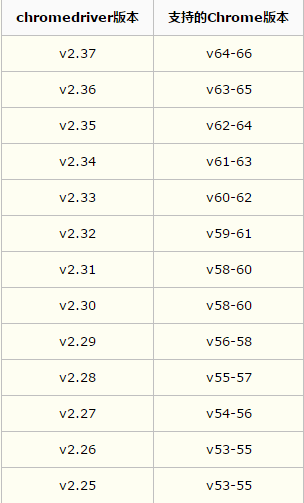 chromedriver版本 支持的Chrome版本
v2.37 v64-66
v2.36 v63-65
v2.35 v62-64
v2.34 v61-63
v2.33 v60-62
v2.32 v59-61
v2.31 v58-60
v2.30 v58-60
v2.29 v56-58
v2.28 v55-57
v2.27 v54-56
v2.26 v53-55
v2.25 v53-55